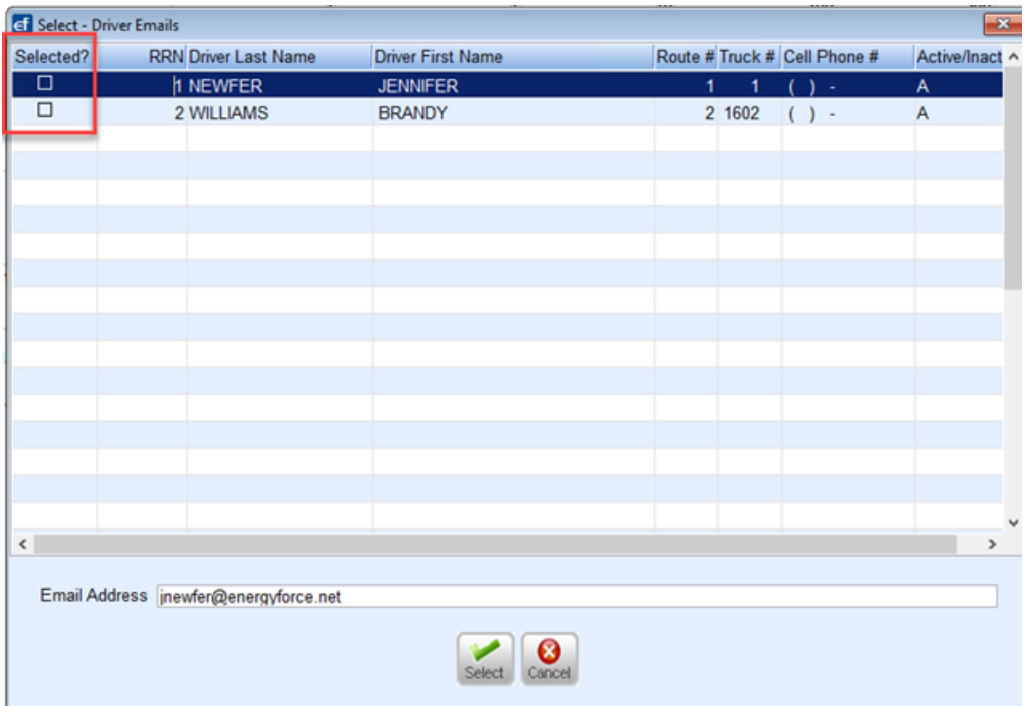 ef Select - Driver Emails
Selected? RRN Driver Last Name Driver First Name Route # Truck # Cell Phone # Active/Inact
1 NEWFER JENNIFER 1 1 ( ) - A
2 WILLIAMS BRANDY 2 1602 ( ) - A
Email Address jnewfer@energyforce.net
Select Cancel